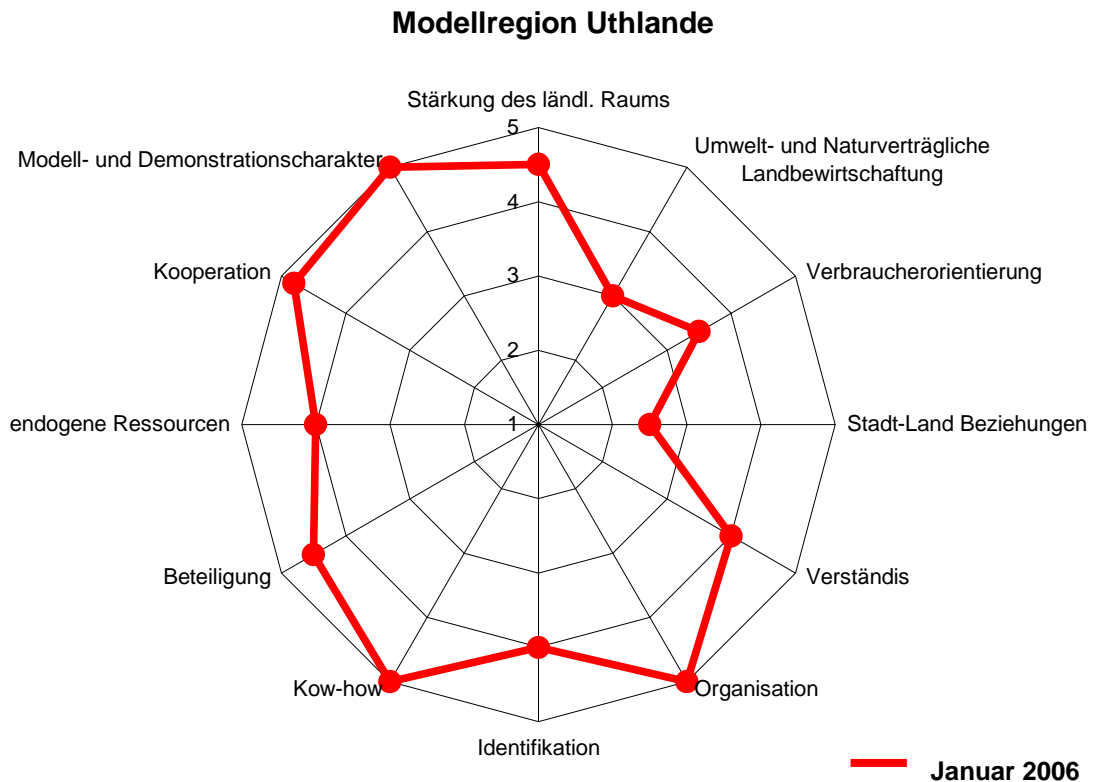 Modellregion Uthlande
Stärkung des ländl. Raums
5
Umwelt- und Naturverträgliche
Landbewirtschaftung
Modell- und Demonstrationscharakter
4
Kooperation
3
Verbraucherorientierung
2
endogene Ressourcen
1
Stadt-Land Beziehungen
Beteiligung
Verständis
Kow-how
Organisation
Identifikation
Januar 2006